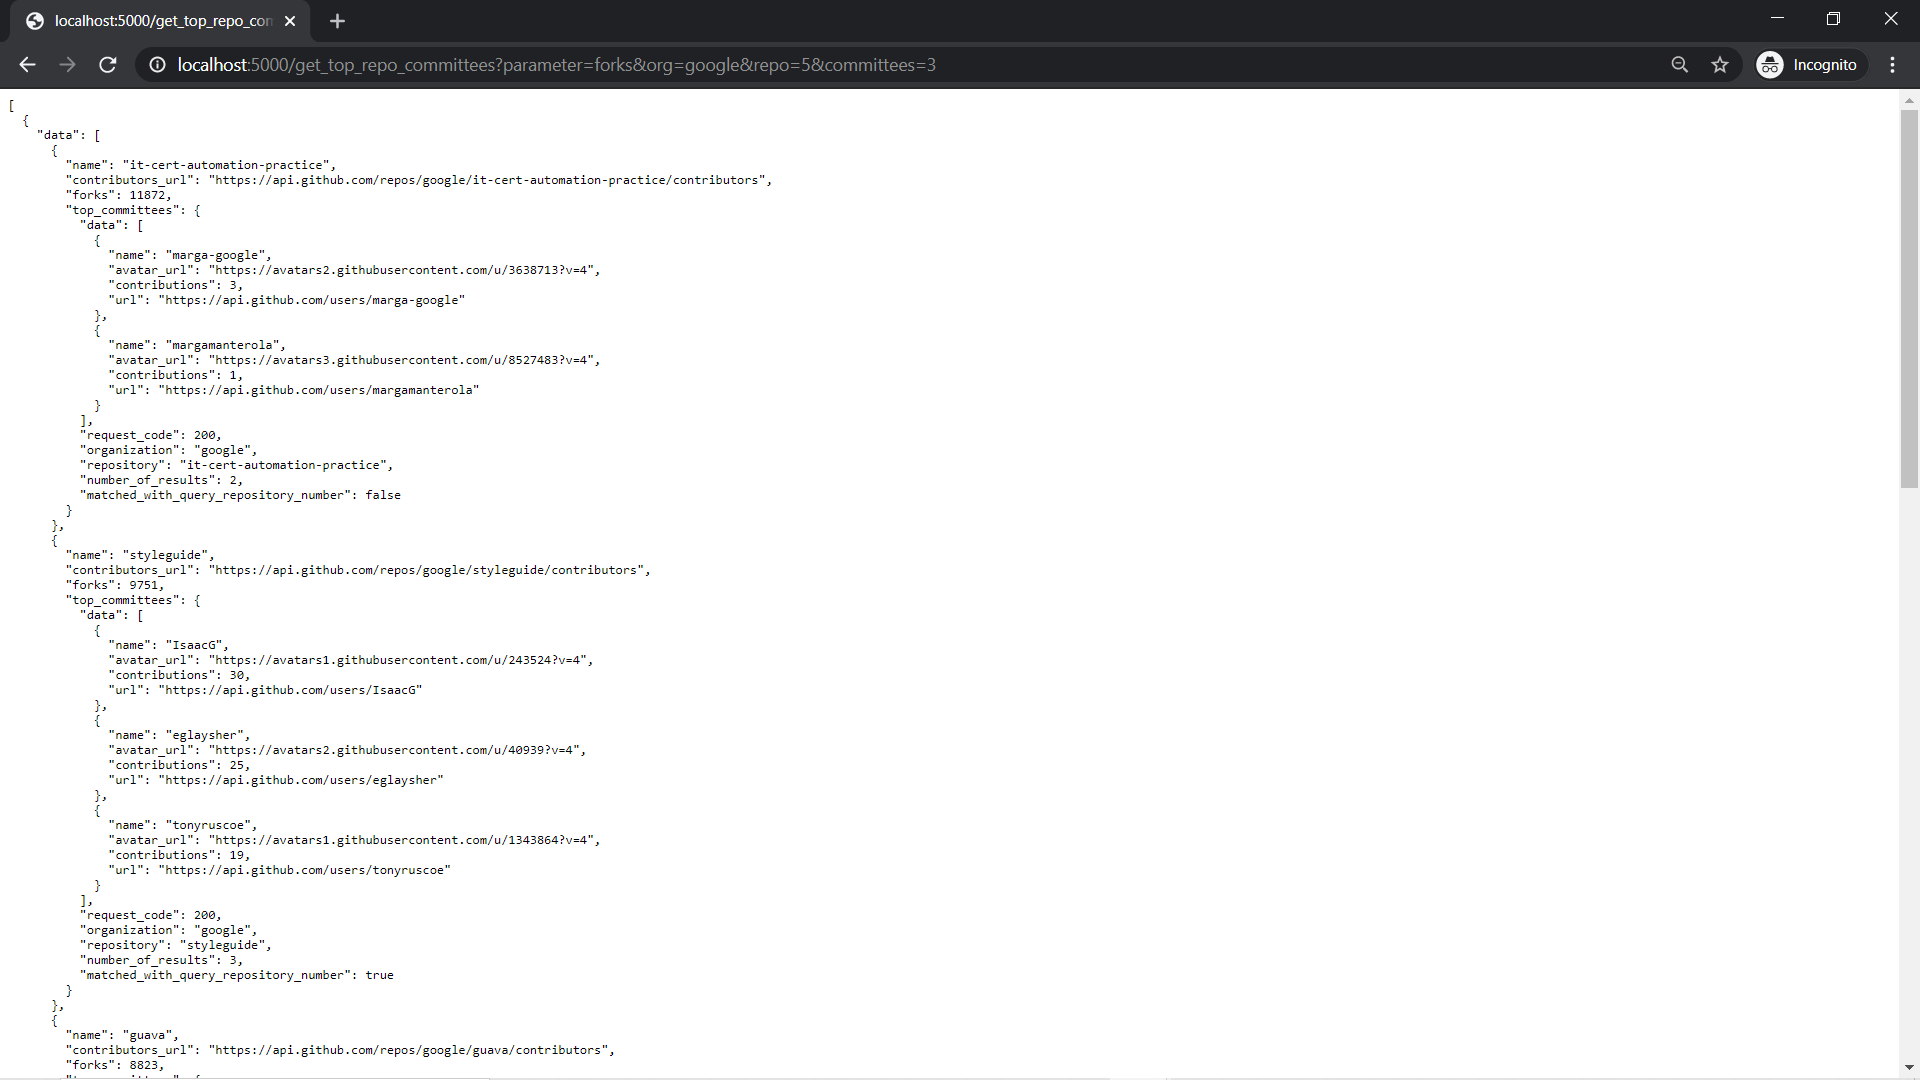 localhost:5000/get_top_repo_con
localhost:5000/get_top_repo_committees?parameter=forks&org=google&repo=5&committees=3
Incognito
[
  {
    "data": [
      {
        "name": "it-cert-automation-practice",
        "contributors_url": "https://api.github.com/repos/google/it-cert-automation-practice/contributors",
        "forks": 11872,
        "top_committees": {
          "data": [
            {
              "name": "marga-google",
              "avatar_url": "https://avatars2.githubusercontent.com/u/3638713?v=4",
              "contributions": 3,
              "url": "https://api.github.com/users/marga-google"
            },
            {
              "name": "margamanterola",
              "avatar_url": "https://avatars3.githubusercontent.com/u/8527483?v=4",
              "contributions": 1,
              "url": "https://api.github.com/users/margamanterola"
            }
          ],
          "request_code": 200,
          "organization": "google",
          "repository": "it-cert-automation-practice",
          "number_of_results": 2,
          "matched_with_query_repository_number": false
        }
      },
      {
        "name": "styleguide",
        "contributors_url": "https://api.github.com/repos/google/styleguide/contributors",
        "forks": 9751,
        "top_committees": {
          "data": [
            {
              "name": "IsaacG",
              "avatar_url": "https://avatars1.githubusercontent.com/u/243524?v=4",
              "contributions": 30,
              "url": "https://api.github.com/users/IsaacG"
            },
            {
              "name": "eglaysher",
              "avatar_url": "https://avatars2.githubusercontent.com/u/40939?v=4",
              "contributions": 25,
              "url": "https://api.github.com/users/eglaysher"
            },
            {
              "name": "tonyruscoe",
              "avatar_url": "https://avatars1.githubusercontent.com/u/1343864?v=4",
              "contributions": 19,
              "url": "https://api.github.com/users/tonyruscoe"
            }
          ],
          "request_code": 200,
          "organization": "google",
          "repository": "styleguide",
          "number_of_results": 3,
          "matched_with_query_repository_number": true
        }
      },
      {
        "name": "guava",
        "contributors_url": "https://api.github.com/repos/google/guava/contributors",
        "forks": 8823,